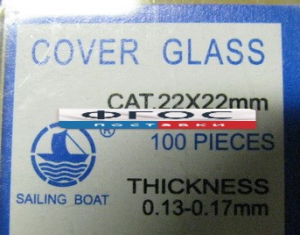 COVER GLASS
CAT.22X22mm
ФГОС
ПОСТАВКИ
100 PIECES
SAILING BOAT
THICKNESS
0.13-0.17mm